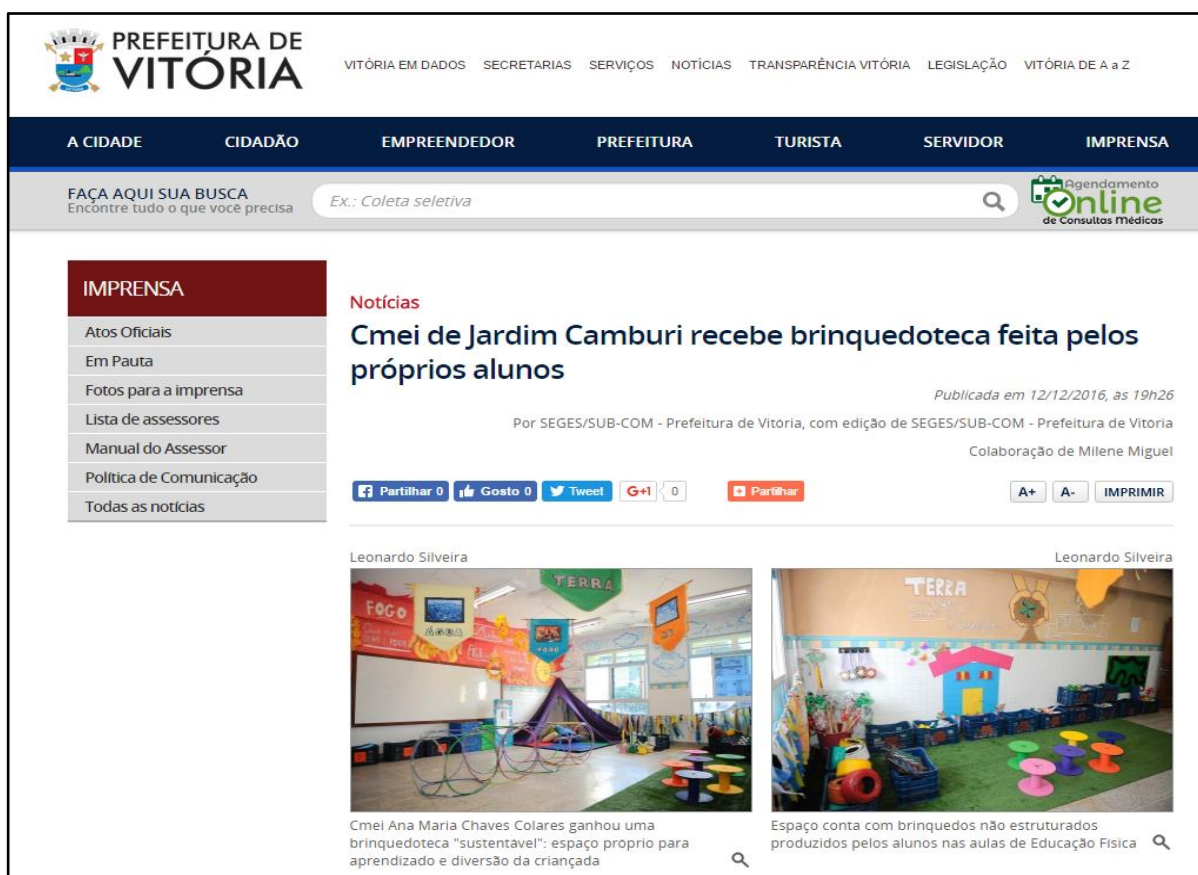 PREFEITURA DE
VITÓRIA
VITÓRIA EM DADOS SECRETARIAS SERVIÇOS NOTÍCIAS TRANSPARÊNCIA VITÓRIA LEGISLAÇÃO VITÓRIA DE A a Z
A CIDADE CIDADÃO EMPREENDEDOR PREFEITURA TURISTA SERVIDOR IMPRENSA
FAÇA AQUI SUA BUSCA
Encontre tudo o que você precisa
Ex.: Coleta seletiva
Agendamento
Online
de Consultas Médicas
IMPRENSA
Atos Oficiais
Em Pauta
Fotos para a imprensa
Lista de assessores
Manual do Assessor
Política de Comunicação
Todas as notícias
Notícias
Cmei de Jardim Camburi recebe brinquedoteca feita pelos
próprios alunos
Publicada em 12/12/2016, às 19h26
Por SEGES/SUB-COM - Prefeitura de Vitória, com edição de SEGES/SUB-COM - Prefeitura de Vitória
Colaboração de Milene Miguel
Partilhar 0 Gosto 0 Tweet G+1 0 Partilhar A+ A- IMPRIMIR
Leonardo Silveira Leonardo Silveira
TERRA
FOGO
ÁGUA
TERRA
Cmei Ana Maria Chaves Colares ganhou uma
brinquedoteca "sustentável": espaço próprio para
aprendizado e diversão da criançada
Espaço conta com brinquedos não estruturados
produzidos pelos alunos nas aulas de Educação Física